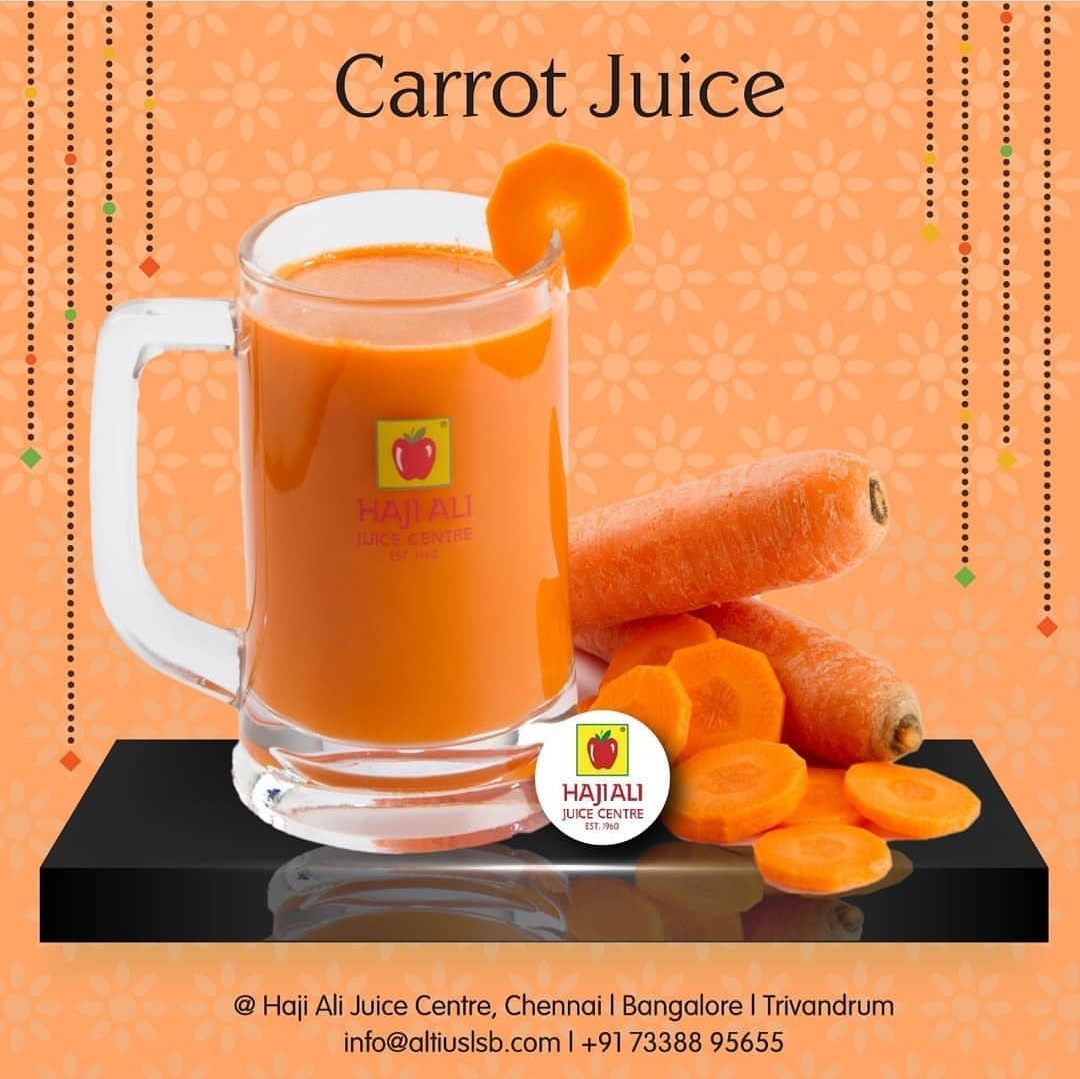 Carrot Juice
HAJI ALI
JUICE CENTRE
EST. 1960
HAJI ALI
JUICE CENTRE
EST. 1960
@ Haji Ali Juice Centre, Chennai | Bangalore | Trivandrum
info@altiuslsb.com | +91 73388 95655